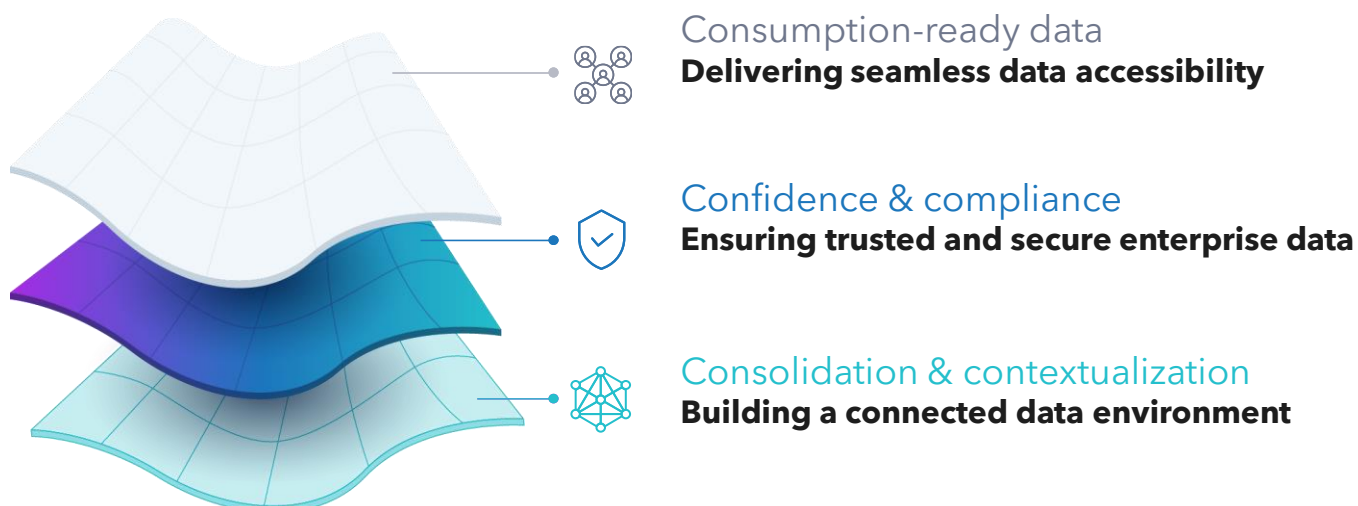 Consumption-ready data
Delivering seamless data accessibility
Confidence & compliance
Ensuring trusted and secure enterprise data
Consolidation & contextualization
Building a connected data environment